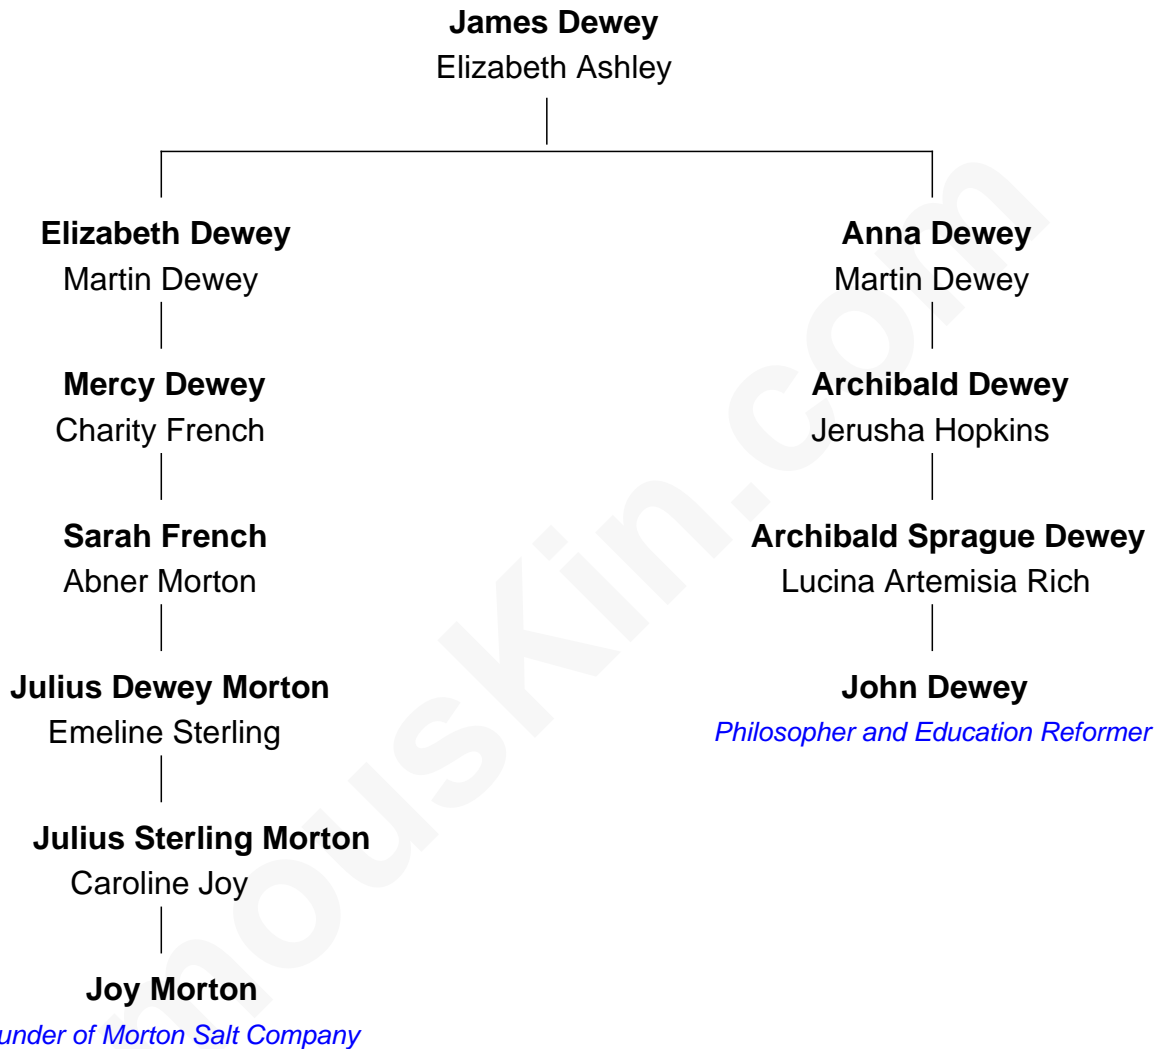 James Dewey
Elizabeth Ashley
Elizabeth Dewey
Martin Dewey
Mercy Dewey
Charity French
Sarah French
Abner Morton
Julius Dewey Morton
Emeline Sterling
Julius Sterling Morton
Caroline Joy
Joy Morton
under of Morton Salt Company
Anna Dewey
Martin Dewey
Archibald Dewey
Jerusha Hopkins
Archibald Sprague Dewey
Lucina Artemisia Rich
John Dewey
Philosopher and Education Reformer
mousKin.com